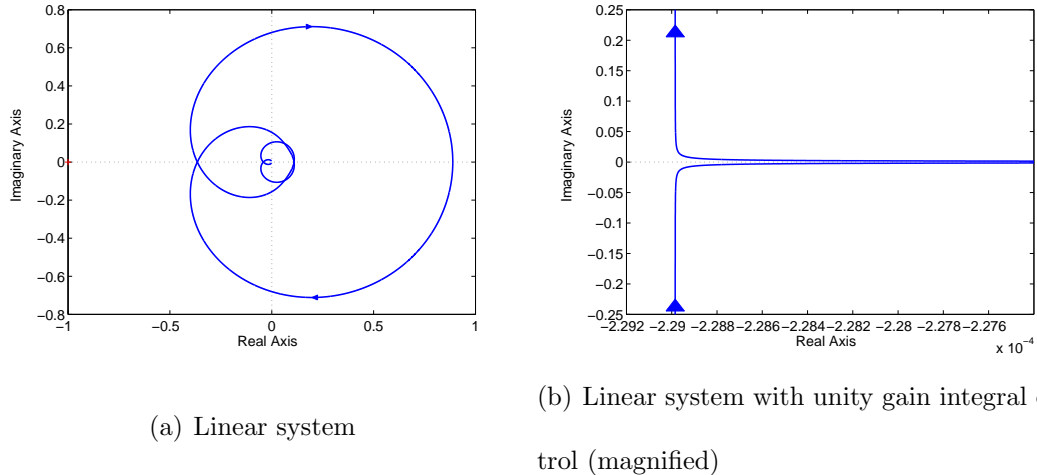 0.8
0.6
0.4
0.2
0
−0.2
−0.4
−0.6
−0.8
−1
−0.5
0
0.5
1
Imaginary Axis
Real Axis
0.25
0.2
0.15
0.1
0.05
0
−0.05
−0.1
−0.15
−0.2
−0.25
−2.292 −2.29 −2.288 −2.286 −2.284 −2.282 −2.28 −2.278 −2.276
Imaginary Axis
Real Axis
x 10⁻⁴
(a) Linear system
(b) Linear system with unity gain integral
trol (magnified)